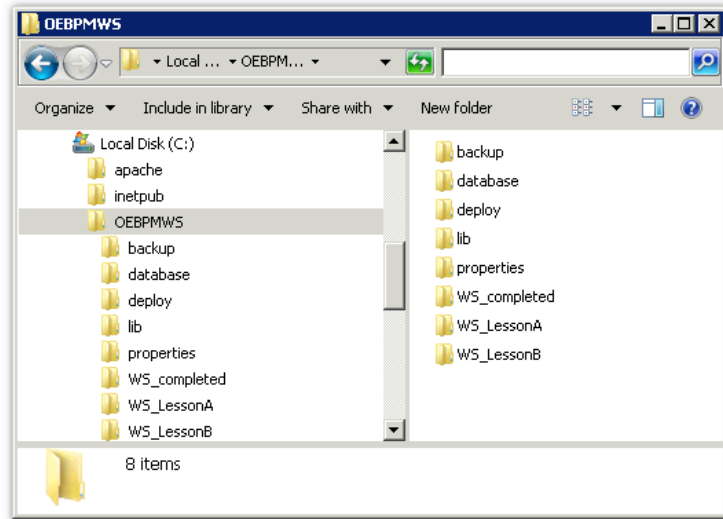 OEBPMWS
Local ... OEBPM...
Organize Include in library Share with New folder
Local Disk (C:)
apache
inetpub
OEBPMWS
backup
database
deploy
lib
properties
WS_completed
WS_LessonA
WS_LessonB
backup
database
deploy
lib
properties
WS_completed
WS_LessonA
WS_LessonB
8 items